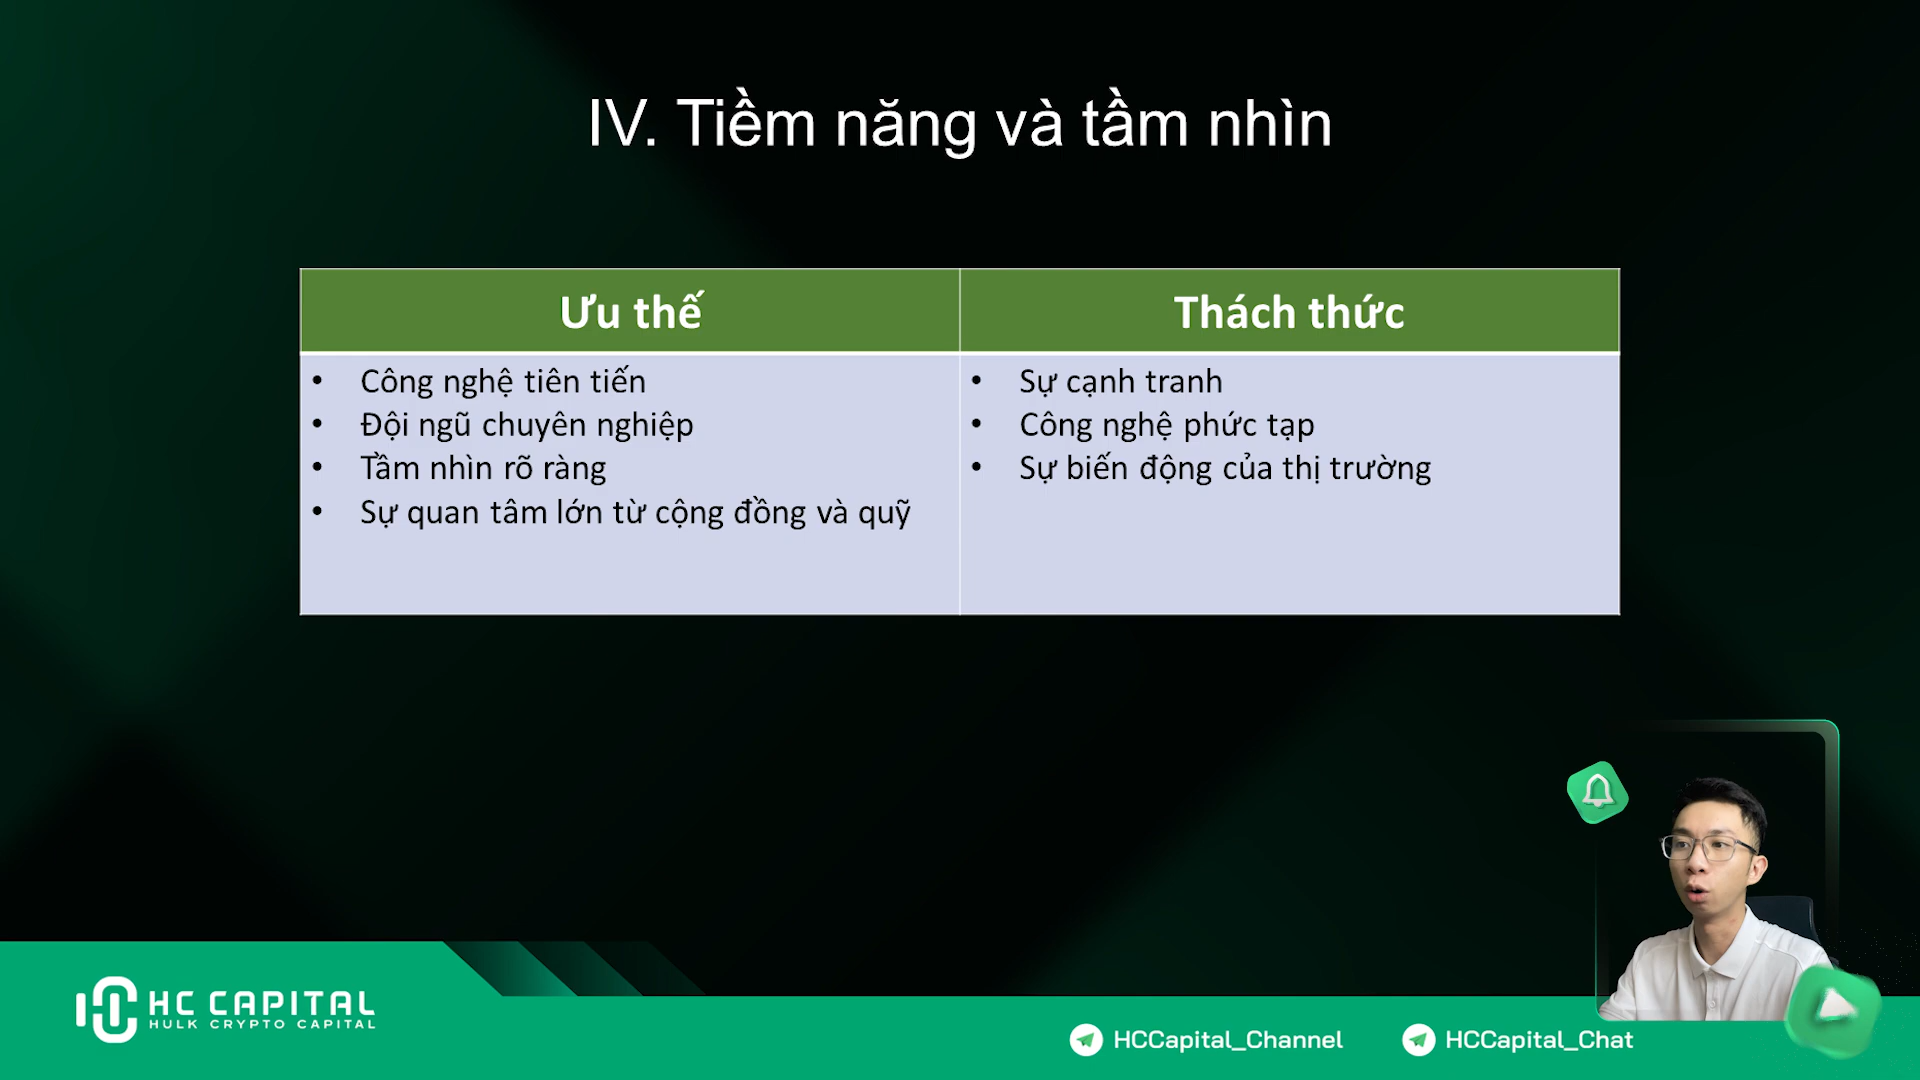 IV. Tiềm năng và tầm nhìn
Ưu thế
• Công nghệ tiên tiến
• Đội ngũ chuyên nghiệp
• Tầm nhìn rõ ràng
• Sự quan tâm lớn từ cộng đồng và quỹ
Thách thức
• Sự cạnh tranh
• Công nghệ phức tạp
• Sự biến động của thị trường
HC CAPITAL
HULK CRYPTO CAPITAL
HCCapital_Channel
HCCapital_Chat